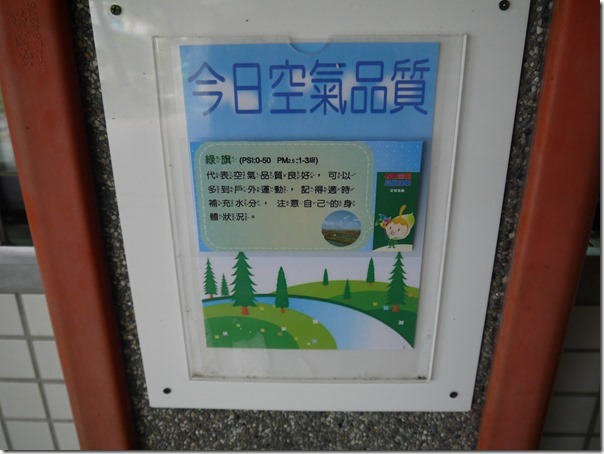 今日空氣品質
綠旗 (PSI:0-50 PM2.5:1-3級)
代表空氣品質良好，可以
多到戶外運動，記得適時
補充水分，注意自己的身
體狀況。